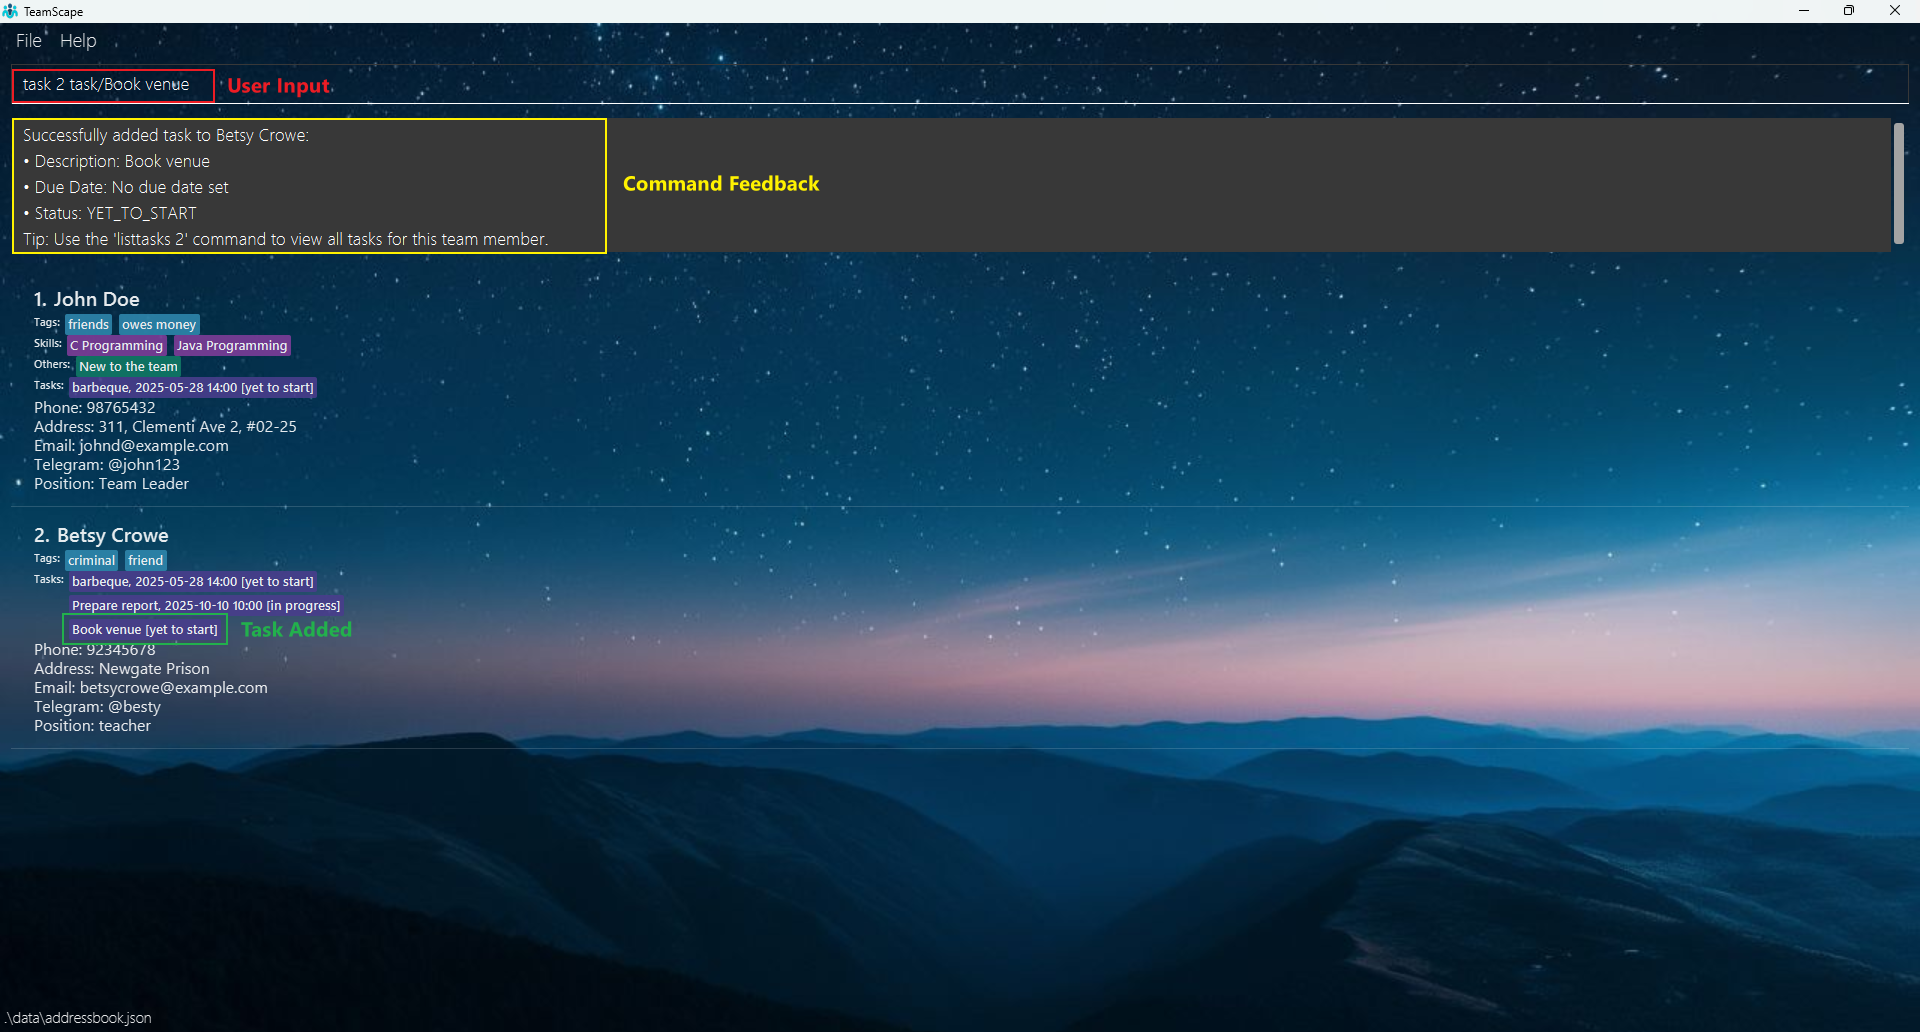 TeamScape
File Help
task 2 task/Book venue
User Input
Successfully added task to Betsy Crowe:
• Description: Book venue
• Due Date: No due date set
• Status: YET_TO_START
Tip: Use the 'listtasks 2' command to view all tasks for this team member.
Command Feedback
1. John Doe
Tags: friends owes money
Skills: C Programming Java Programming
Others: New to the team
Tasks: barbeque, 2025-05-28 14:00 [yet to start]
Phone: 98765432
Address: 311, Clementi Ave 2, #02-25
Email: johnd@example.com
Telegram: @john123
Position: Team Leader
2. Betsy Crowe
Tags: criminal friend
Tasks: barbeque, 2025-05-28 14:00 [yet to start]
Prepare report, 2025-10-10 10:00 [in progress]
Book venue [yet to start] Task Added
Phone: 92345678
Address: Newgate Prison
Email: betsycrowe@example.com
Telegram: @besty
Position: teacher
.\data\addressbook.json